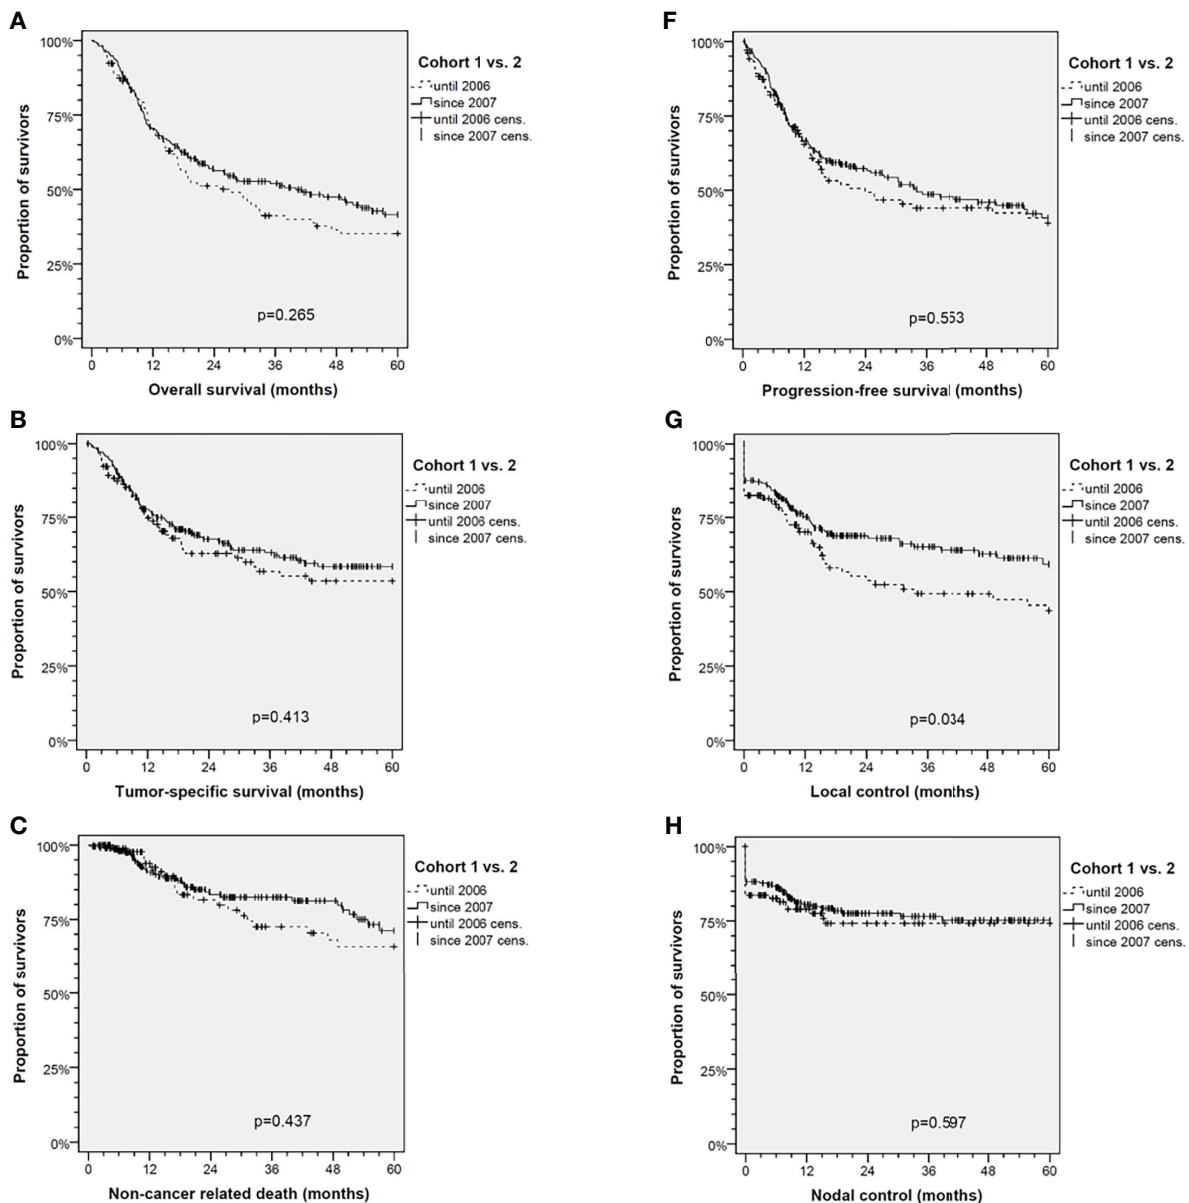 A
100%
75%
50%
25%
0%
Proportion of survivors
p=0.265
0 12 24 36 48 60
Overall survival (months)
Cohort 1 vs. 2
until 2006
since 2007
until 2006 cens.
since 2007 cens.
B
100%
75%
50%
25%
0%
Proportion of survivors
p=0.413
0 12 24 36 48 60
Tumor-specific survival (months)
Cohort 1 vs. 2
until 2006
since 2007
until 2006 cens.
since 2007 cens.
C
100%
75%
50%
25%
0%
Proportion of survivors
p=0.437
0 12 24 36 48 60
Non-cancer related death (months)
Cohort 1 vs. 2
until 2006
since 2007
until 2006 cens.
since 2007 cens.
F
100%
75%
50%
25%
0%
Proportion of survivors
p=0.553
0 12 24 36 48 60
Progression-free survival (months)
Cohort 1 vs. 2
until 2006
since 2007
until 2006 cens.
since 2007 cens.
G
100%
75%
50%
25%
0%
Proportion of survivors
p=0.034
0 12 24 36 48 60
Local control (months)
Cohort 1 vs. 2
until 2006
since 2007
until 2006 cens.
since 2007 cens.
H
100%
75%
50%
25%
0%
Proportion of survivors
p=0.597
0 12 24 36 48 60
Nodal control (months)
Cohort 1 vs. 2
until 2006
since 2007
until 2006 cens.
since 2007 cens.